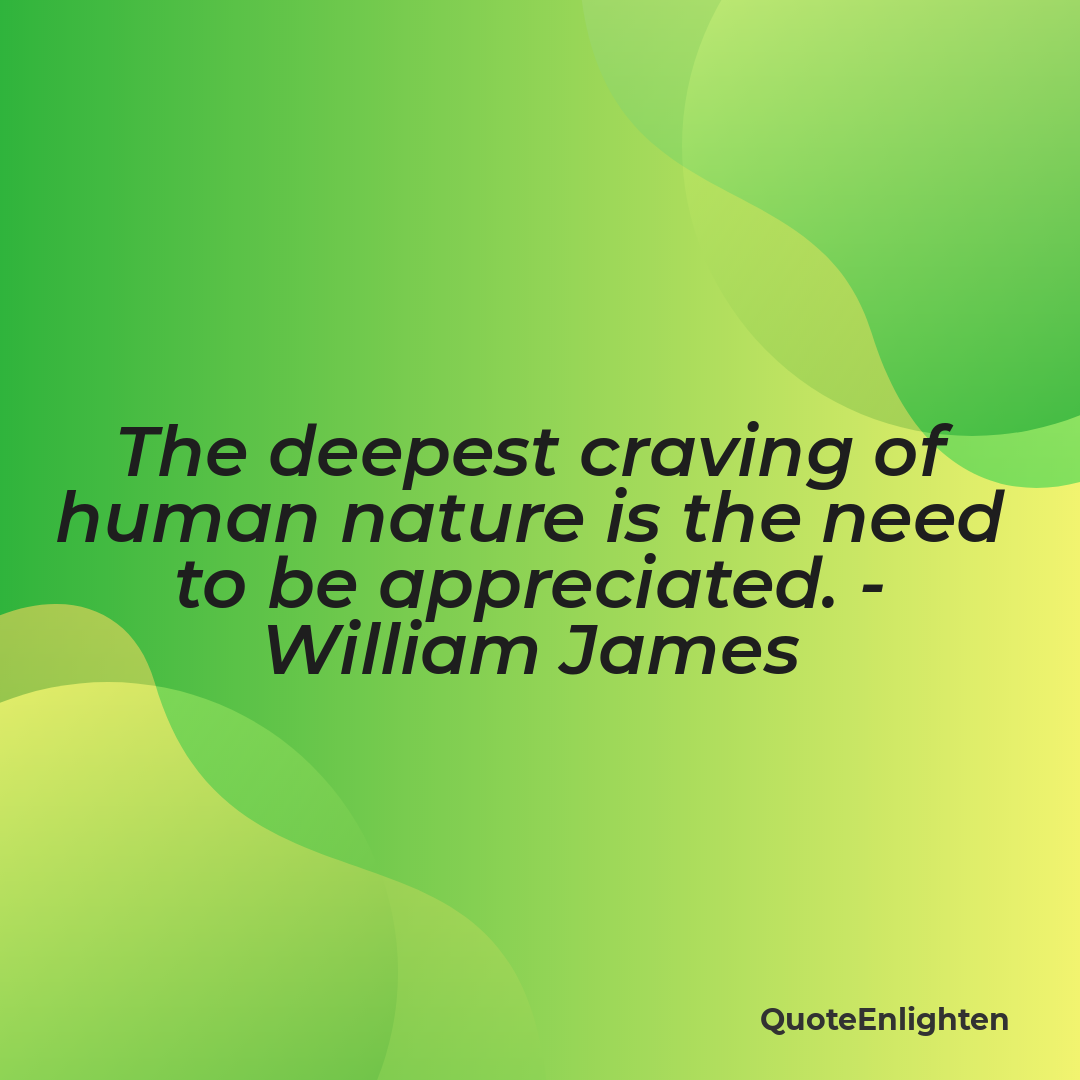 The deepest craving of
human nature is the need
to be appreciated. -
William James
QuoteEnlighten